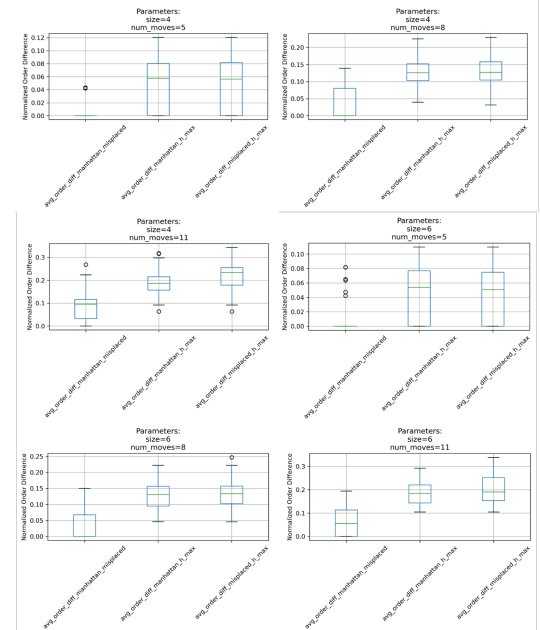 Parameters:
size=4
num_moves=5
Normalized Order Difference
0.12
0.10
0.08
0.06
0.04
0.02
0.00
avg_order_diff_manhattan_misplaced
avg_order_diff_manhattan_h_max
avg_order_diff_misplaced_h_max
Parameters:
size=4
num_moves=8
Normalized Order Difference
0.20
0.15
0.10
0.05
0.00
avg_order_diff_manhattan_misplaced
avg_order_diff_manhattan_h_max
avg_order_diff_misplaced_h_max
Parameters:
size=4
num_moves=11
Normalized Order Difference
0.3
0.2
0.1
0.0
avg_order_diff_manhattan_misplaced
avg_order_diff_manhattan_h_max
avg_order_diff_misplaced_h_max
Parameters:
size=6
num_moves=5
Normalized Order Difference
0.10
0.08
0.06
0.04
0.02
0.00
avg_order_diff_manhattan_misplaced
avg_order_diff_manhattan_h_max
avg_order_diff_misplaced_h_max
Parameters:
size=6
num_moves=8
Normalized Order Difference
0.25
0.20
0.15
0.10
0.05
0.00
avg_order_diff_manhattan_misplaced
avg_order_diff_manhattan_h_max
avg_order_diff_misplaced_h_max
Parameters:
size=6
num_moves=11
Normalized Order Difference
0.3
0.2
0.1
0.0
avg_order_diff_manhattan_misplaced
avg_order_diff_manhattan_h_max
avg_order_diff_misplaced_h_max